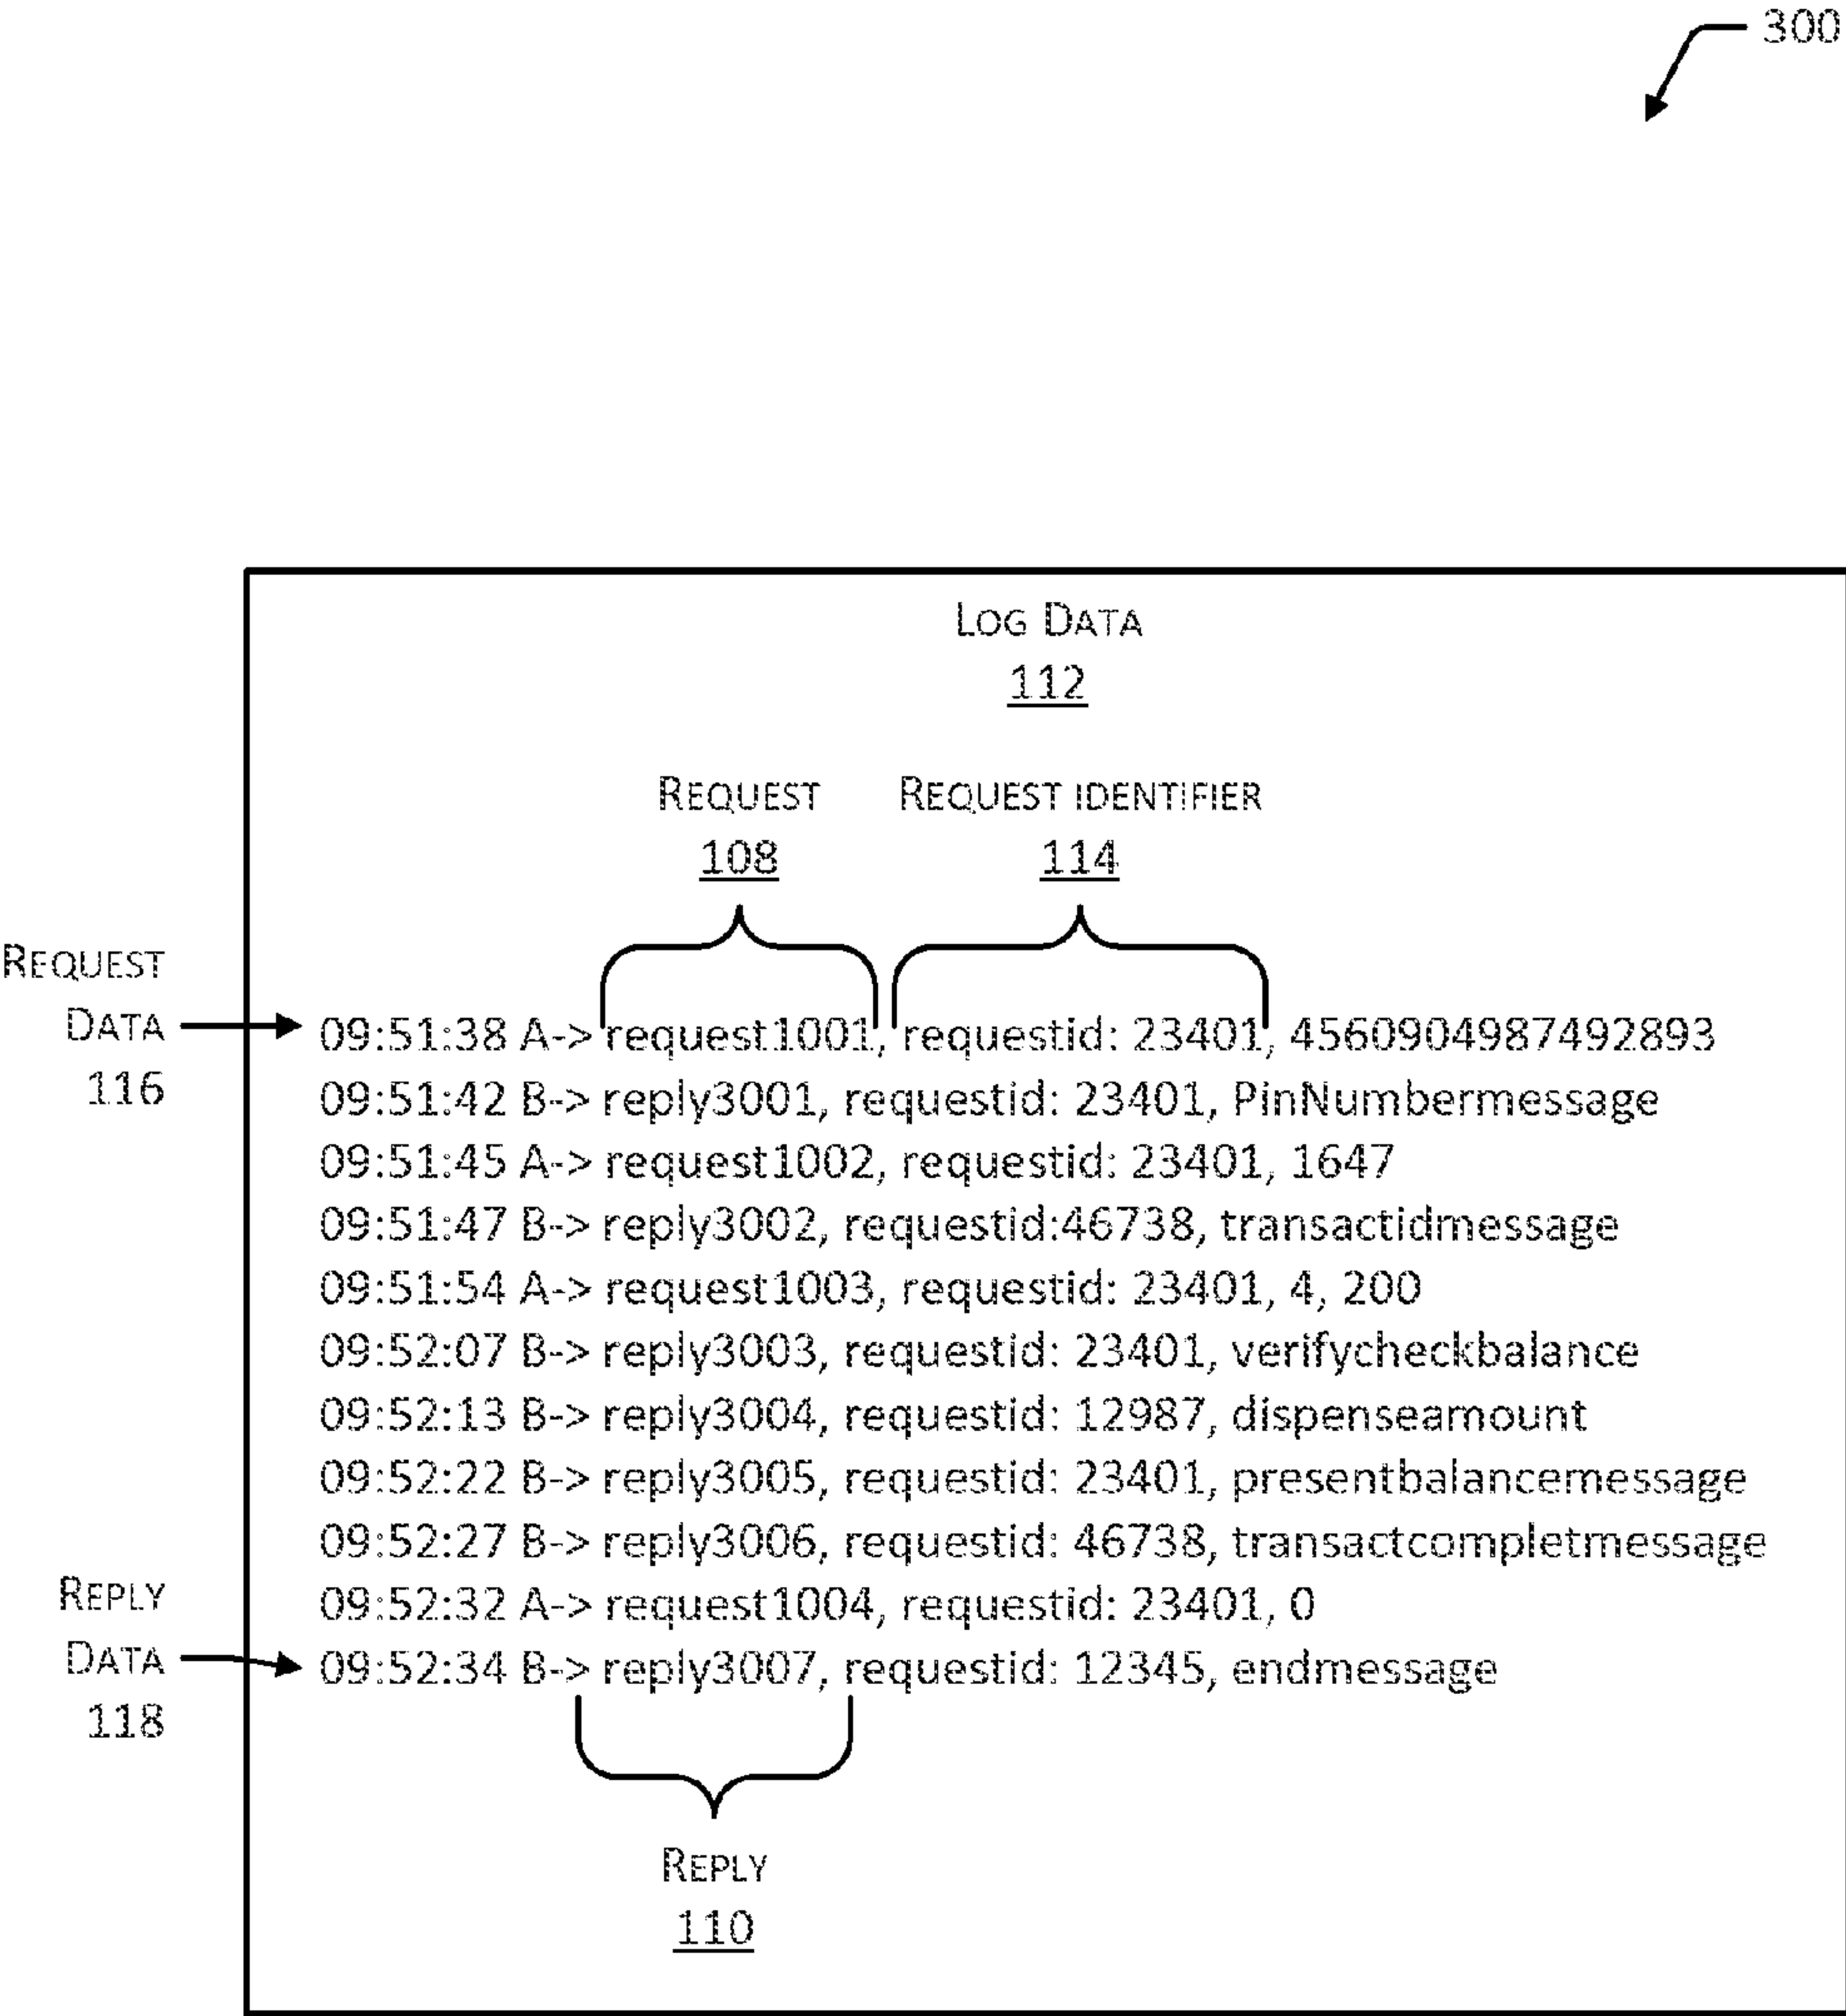 300
LOG DATA
112
REQUEST REQUEST IDENTIFIER
108 114
REQUEST
DATA
116
09:51:38 A-> request1001, requestid: 23401, 4560904987492893
09:51:42 B-> reply3001, requestid: 23401, PinNumbermessage
09:51:45 A-> request1002, requestid: 23401, 1647
09:51:47 B-> reply3002, requestid:46738, transactidmessage
09:51:54 A-> request1003, requestid: 23401, 4, 200
09:52:07 B-> reply3003, requestid: 23401, verifycheckbalance
09:52:13 B-> reply3004, requestid: 12987, dispenseamount
09:52:22 B-> reply3005, requestid: 23401, presentbalancemessage
09:52:27 B-> reply3006, requestid: 46738, transactcompletmessage
09:52:32 A-> request1004, requestid: 23401, 0
09:52:34 B-> reply3007, requestid: 12345, endmessage
REPLY
DATA
118
REPLY
110